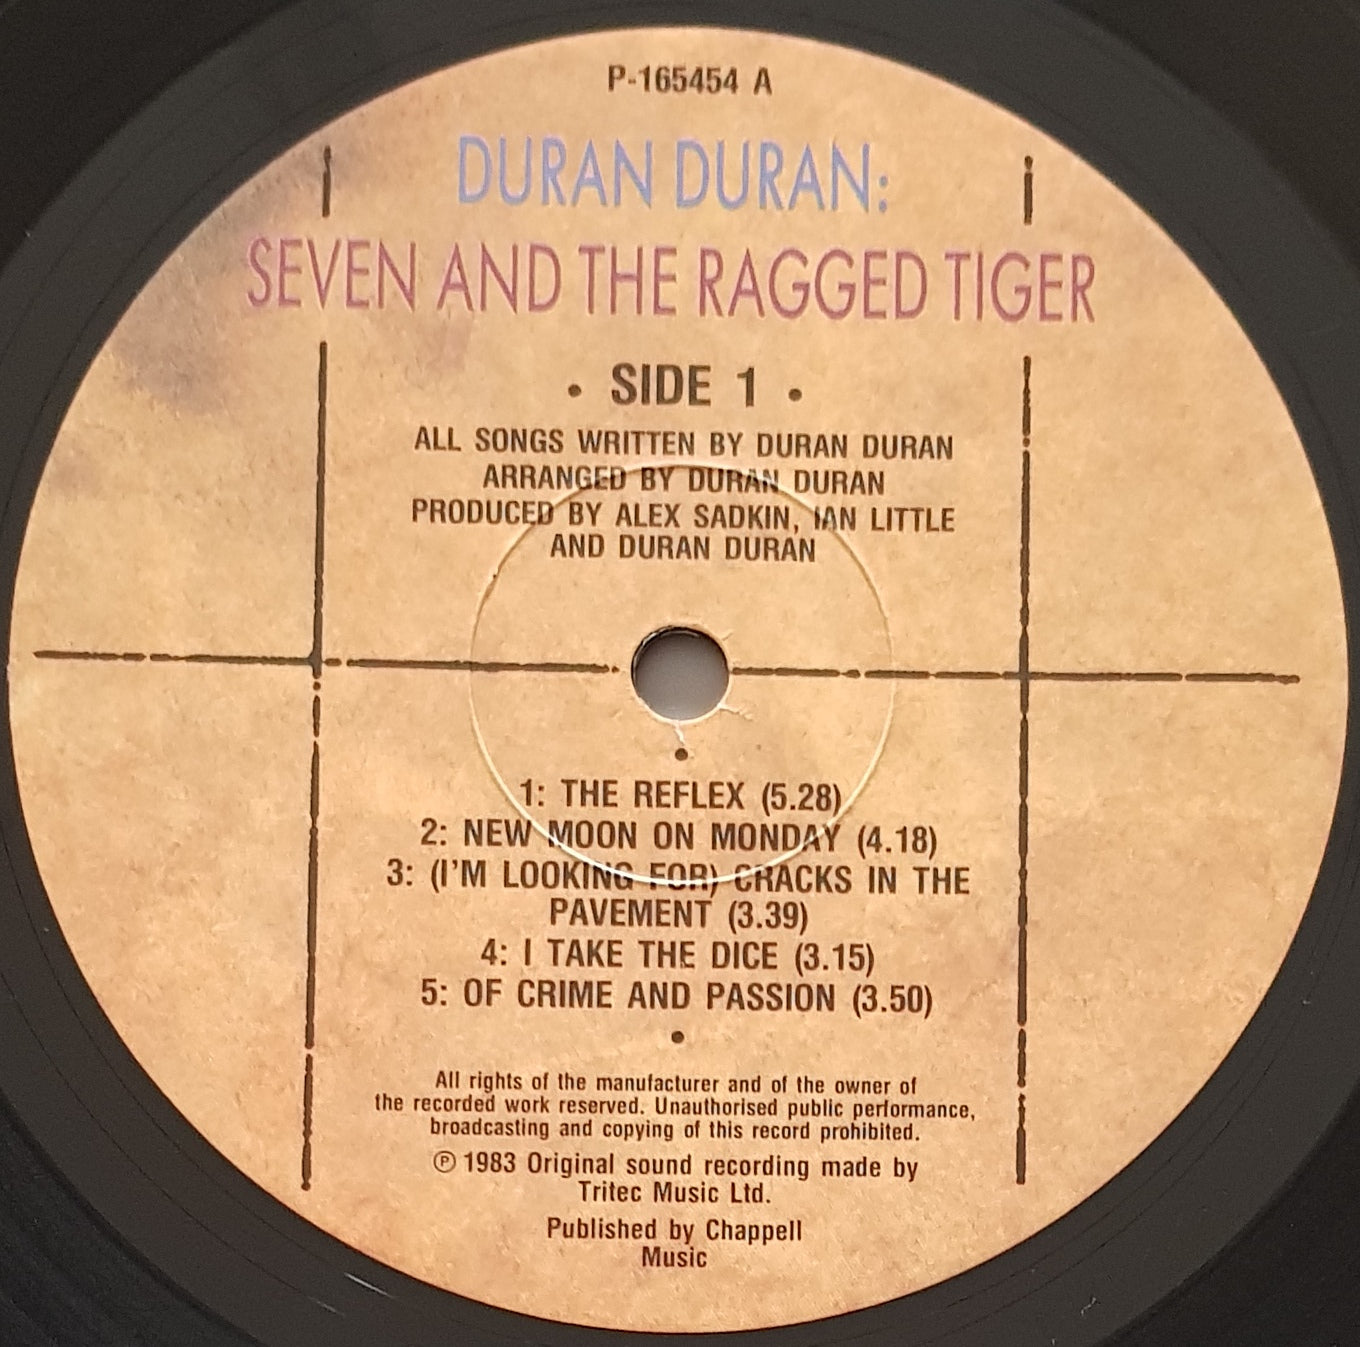 P-165454 A
DURAN DURAN:
SEVEN AND THE RAGGED TIGER
• SIDE 1 •
ALL SONGS WRITTEN BY DURAN DURAN
ARRANGED BY DURAN DURAN
PRODUCED BY ALEX SADKIN, IAN LITTLE
AND DURAN DURAN
1: THE REFLEX (5.28)
2: NEW MOON ON MONDAY (4.18)
3: (I'M LOOKING FOR) CRACKS IN THE
PAVEMENT (3.39)
4: I TAKE THE DICE (3.15)
5: OF CRIME AND PASSION (3.50)
All rights of the manufacturer and of the owner of
the recorded work reserved. Unauthorised public performance,
broadcasting and copying of this record prohibited.
℗ 1983 Original sound recording made by
Tritec Music Ltd.
Published by Chappell
Music